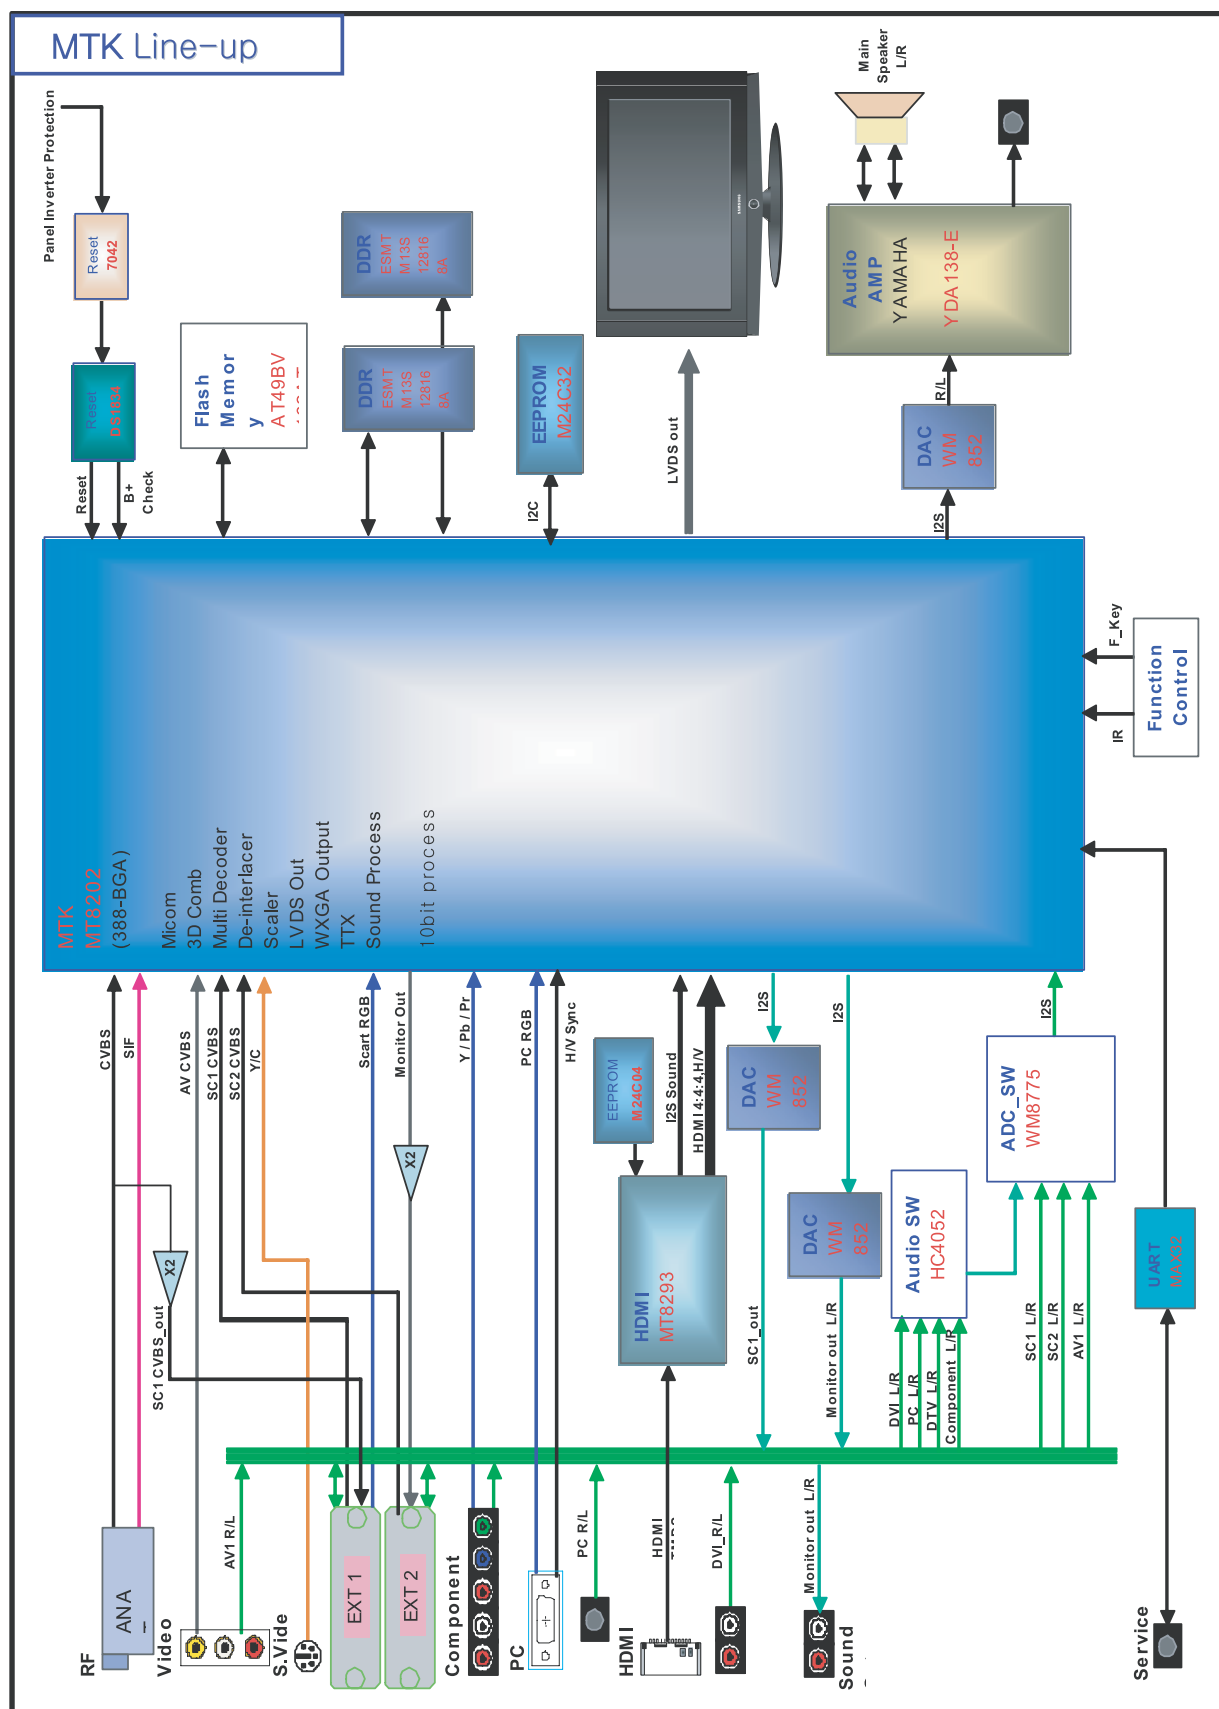 MTK Line-up
Panel Inverter Protection
Reset
7042
Reset
DS1834
Reset
B+
Check
Flash
Memor
y
AT49BV
DDR
ESMT
M13S
12816
8A
DDR
ESMT
M13S
12816
8A
EEPROM
M24C32
I2C
LVDS out
SAMSUNG
Main
Speaker
L/R
Audio
AMP
YAMAHA
YDA138-E
R/L
DAC
WM
852
I2S
MTK
MT8202
(388-BGA)
Micom
3D Comb
Multi Decoder
De-interlacer
Scaler
LVDS Out
WXGA Output
TTX
Sound Process
10bit process
F_Key
IR
Function
Control
CVBS
SIF
AV CVBS
SC1 CVBS
SC2 CVBS
Y/C
Scart RGB
Monitor Out
Y / Pb / Pr
PC RGB
H/V Sync
I2S Sound
HDMI 4:4:4,H/V
I2S
I2S
I2S
X2
X2
SC1 CVBS_out
EEPROM
M24C04
HDMI
MT8293
DAC
WM
852
DAC
WM
852
Audio SW
HC4052
ADC_SW
WM8775
UART
MAX32
SC1_out
Monitor out L/R
DVI L/R
PC L/R
DTV L/R
Component L/R
SC1 L/R
SC2 L/R
AV1 L/R
AV1 R/L
PC R/L
HDMI
DVI_R/L
Monitor out L/R
RF
ANA
Video
S.Vide
EXT 1
EXT 2
Component
PC
HDMI
Sound
Service